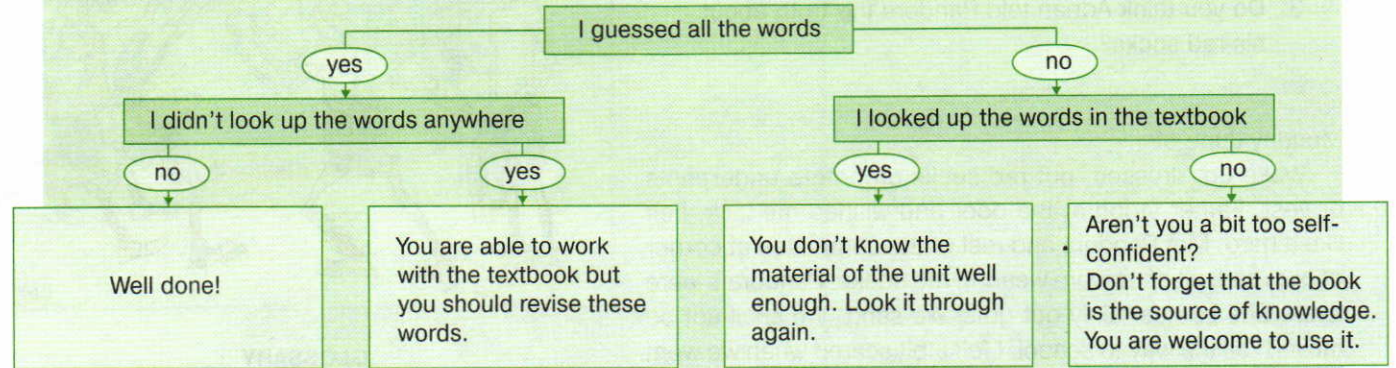 I guessed all the words
yes
no
I didn't look up the words anywhere
I looked up the words in the textbook
no
yes
yes
no
Well done!
You are able to work
with the textbook but
you should revise these
words.
You don't know the
material of the unit well
enough. Look it through
again.
Aren't you a bit too self-
confident?
Don't forget that the book
is the source of knowledge.
You are welcome to use it.